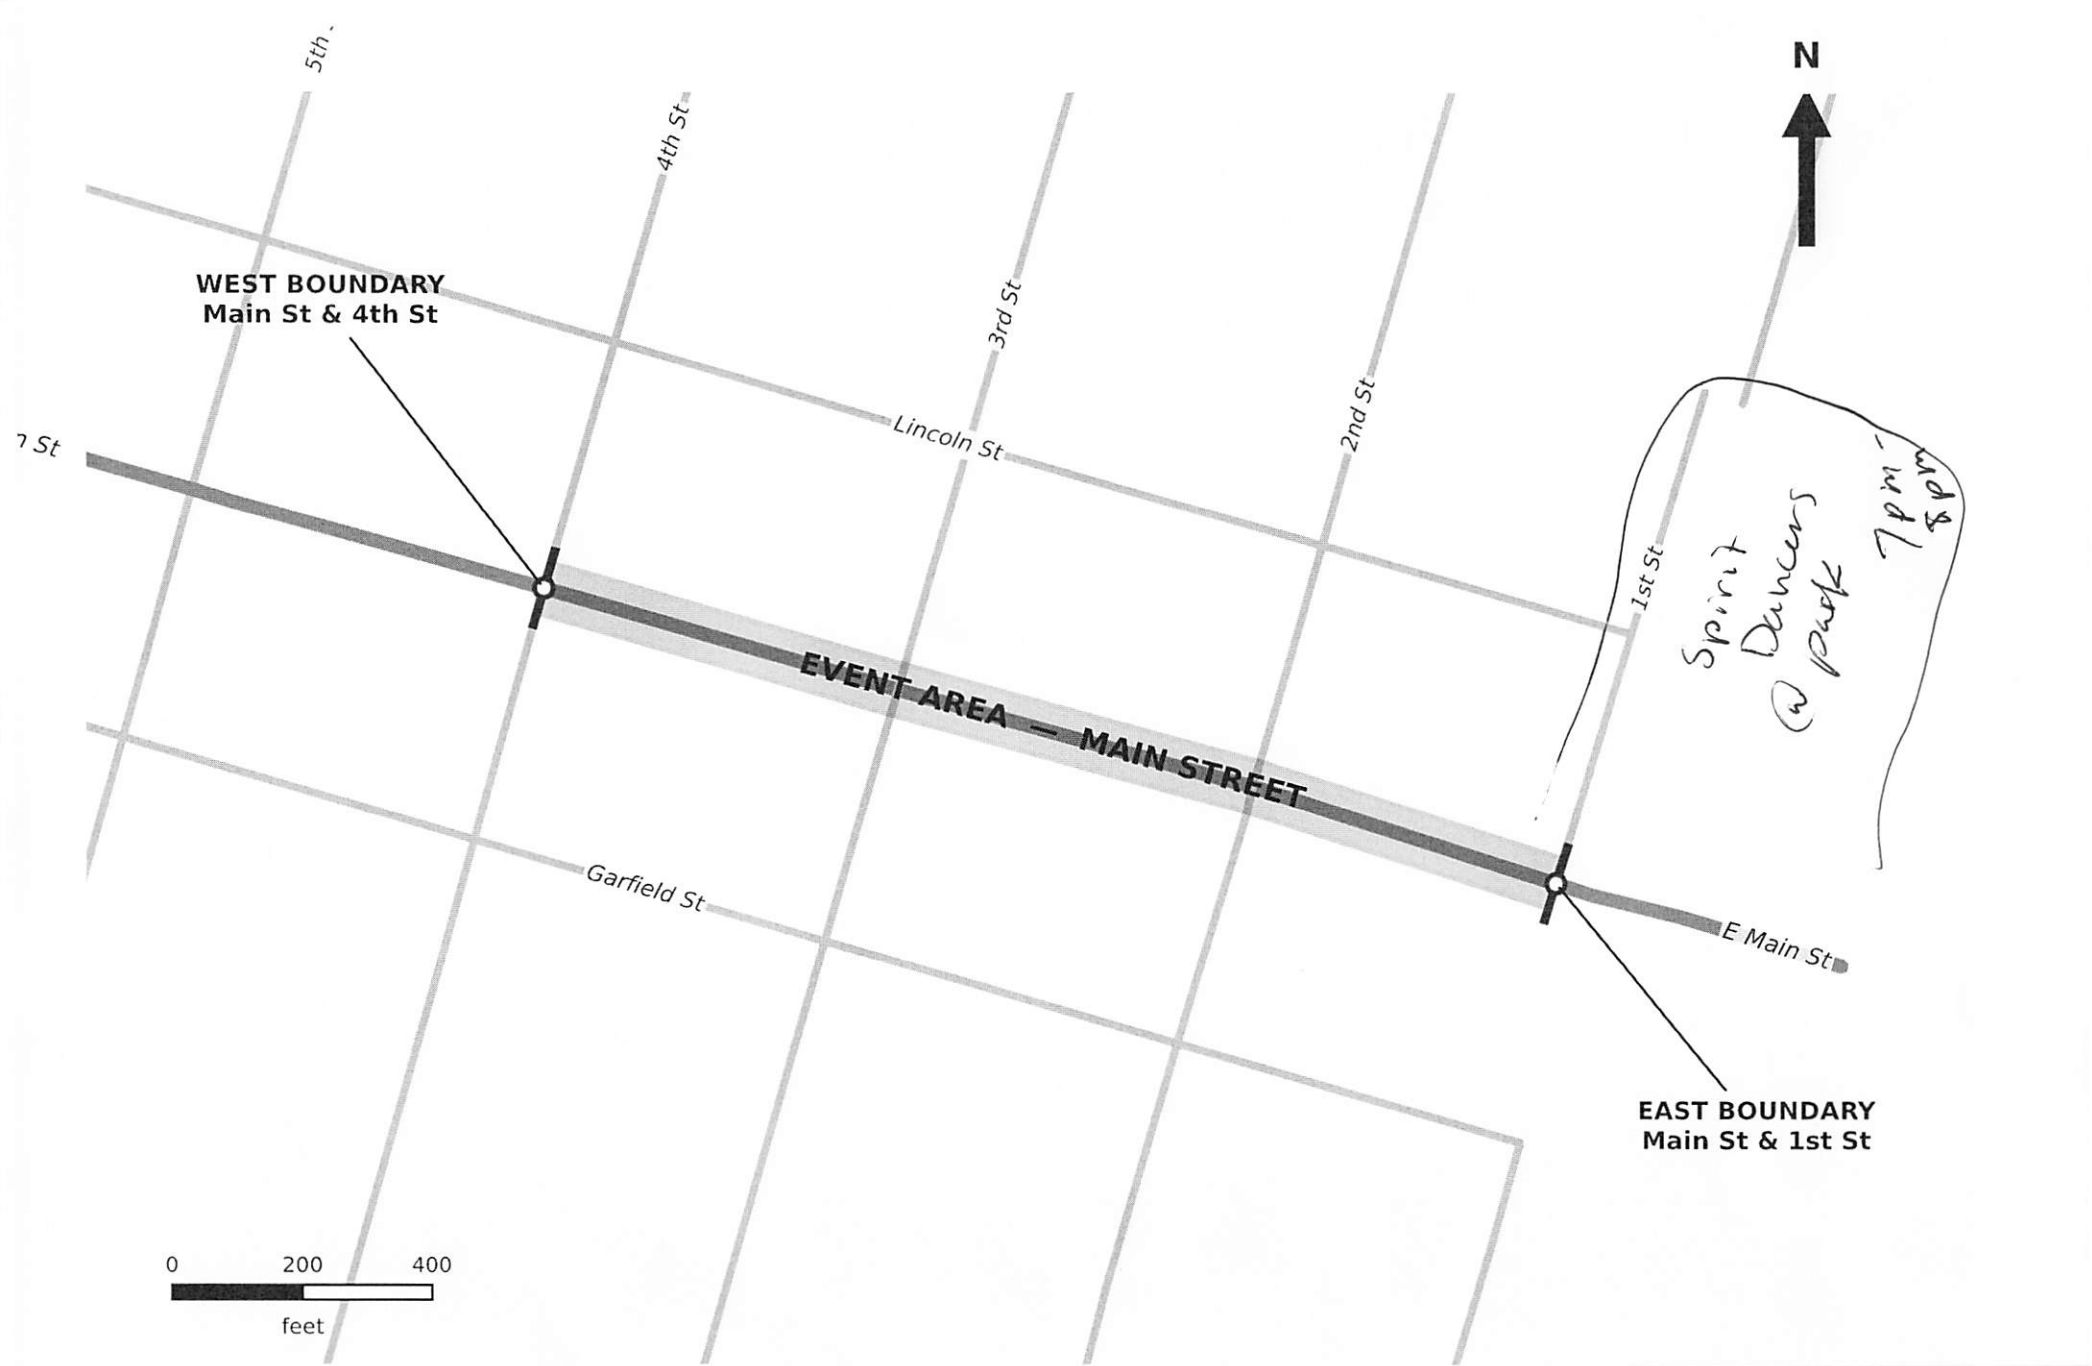 N
5th
4th St
WEST BOUNDARY
Main St & 4th St
3rd St
2nd St
Lincoln St
n St
1st St
Spirit
Dancers
@ park
7pm-
8pm
EVENT AREA — MAIN STREET
Garfield St
E Main St
EAST BOUNDARY
Main St & 1st St
0 200 400
feet